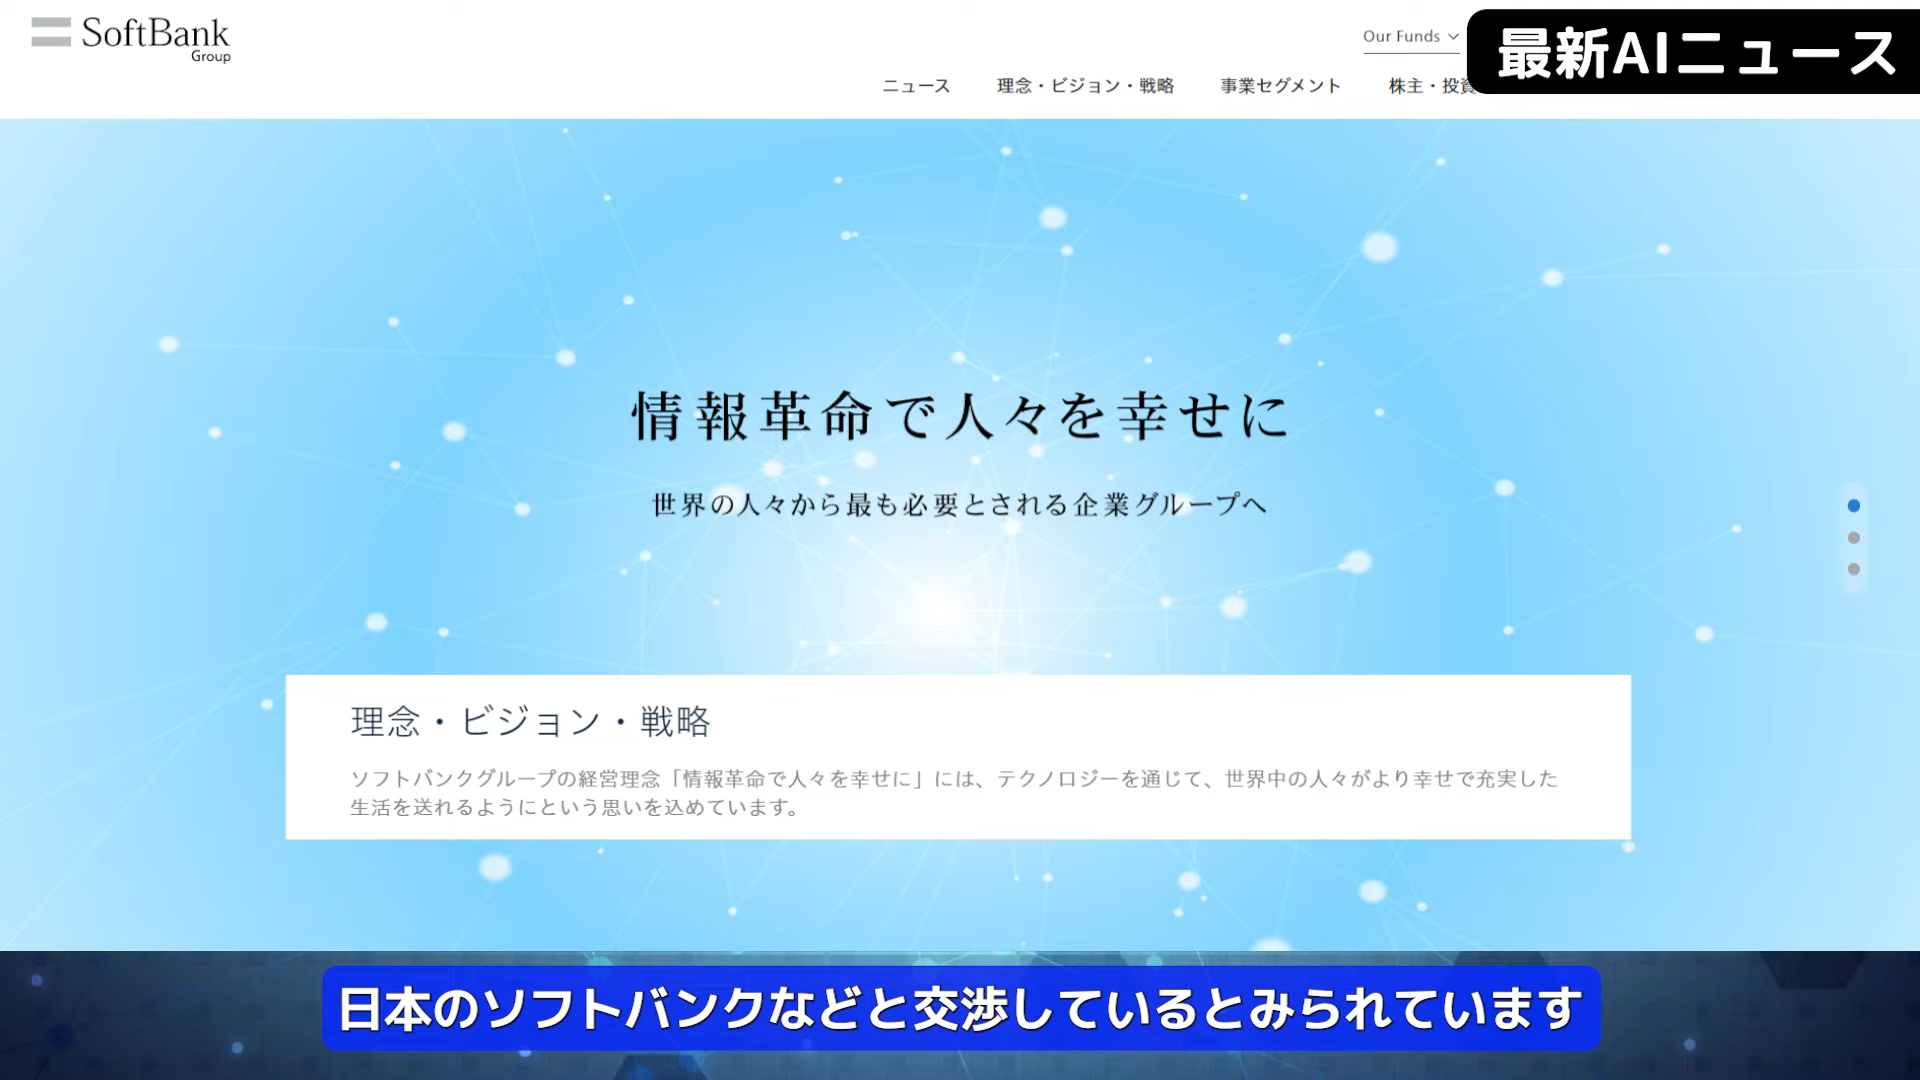 SoftBank
Group
Our Funds
最新AIニュース
ニュース
理念・ビジョン・戦略
事業セグメント
株主・投資
情報革命で人々を幸せに
世界の人々から最も必要とされる企業グループへ
理念・ビジョン・戦略
ソフトバンクグループの経営理念「情報革命で人々を幸せに」には、テクノロジーを通じて、世界中の人々がより幸せで充実した
生活を送れるようにという思いを込めています。
日本のソフトバンクなどと交渉しているとみられています